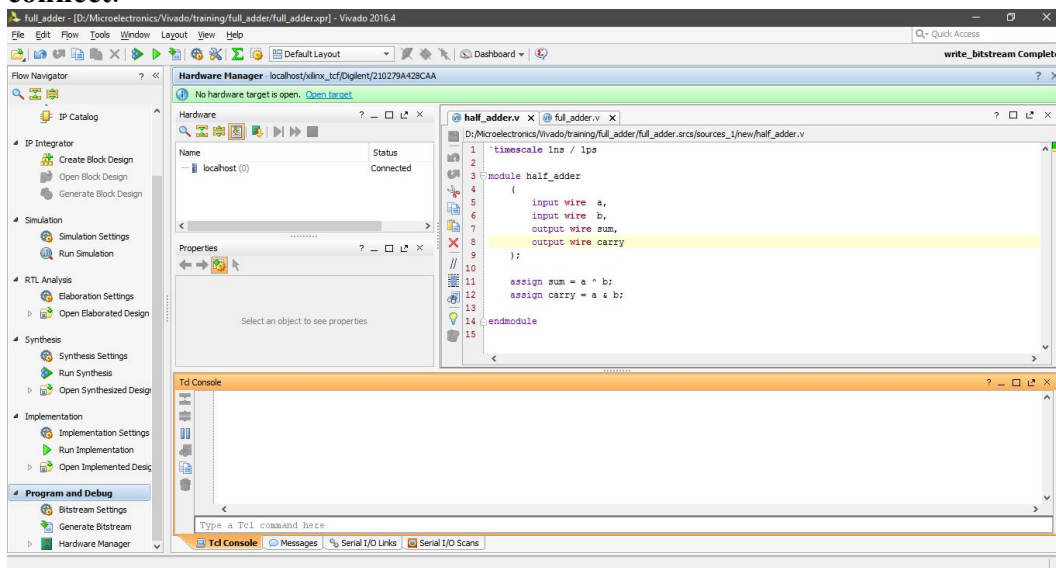 connect.
full_adder - [D:/Microelectronics/Vivado/training/full_adder/full_adder.xpr] - Vivado 2016.4
File Edit Flow Tools Window Layout View Help
Q- Quick Access
Default Layout
Dashboard
write_bitstream Complete
Flow Navigator ? «
IP Catalog
IP Integrator
Create Block Design
Open Block Design
Generate Block Design
Simulation
Simulation Settings
Run Simulation
RTL Analysis
Elaboration Settings
Open Elaborated Design
Synthesis
Synthesis Settings
Run Synthesis
Open Synthesized Design
Implementation
Implementation Settings
Run Implementation
Open Implemented Desig
Program and Debug
Bitstream Settings
Generate Bitstream
Hardware Manager
Hardware Manager - localhost/xilinx_tcf/Digilent/210279A428CAA
No hardware target is open. Open target
Hardware
Name Status
localhost (0) Connected
Properties
Select an object to see properties
half_adder.v full_adder.v
D:/Microelectronics/Vivado/training/full_adder/full_adder.srcs/sources_1/new/half_adder.v
1 `timescale 1ns / 1ps
2
3 module half_adder
4 (
5 input wire a,
6 input wire b,
7 output wire sum,
8 output wire carry
9 );
10
11 assign sum = a ^ b;
12 assign carry = a & b;
13
14 endmodule
15
Tcl Console
Type a Tcl command here
Tcl Console Messages Serial I/O Links Serial I/O Scans